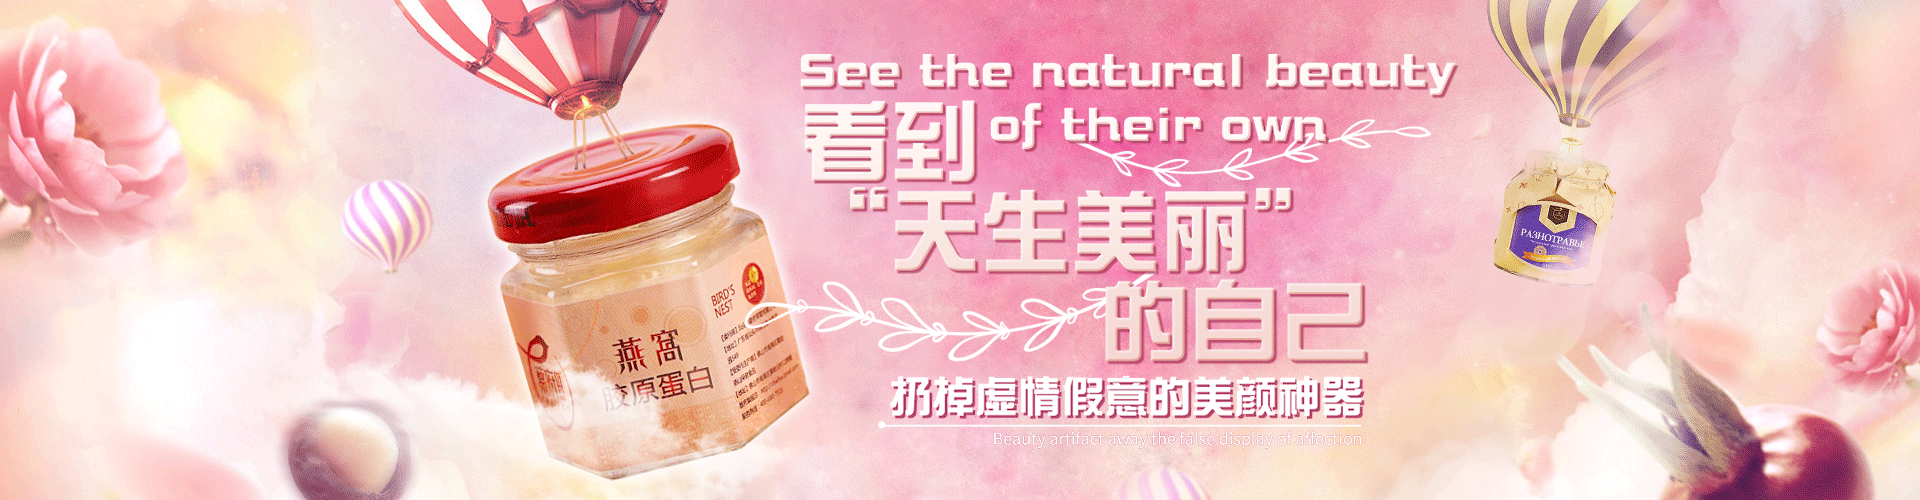 See the natural beauty
看到 of their own
“天生美丽”
的自己
扔掉虚情假意的美颜神器
Beauty artifact away the false display of affection
燕窝
胶原蛋白
BIRD'S
NEST
РАЗНОТРАВЬЕ